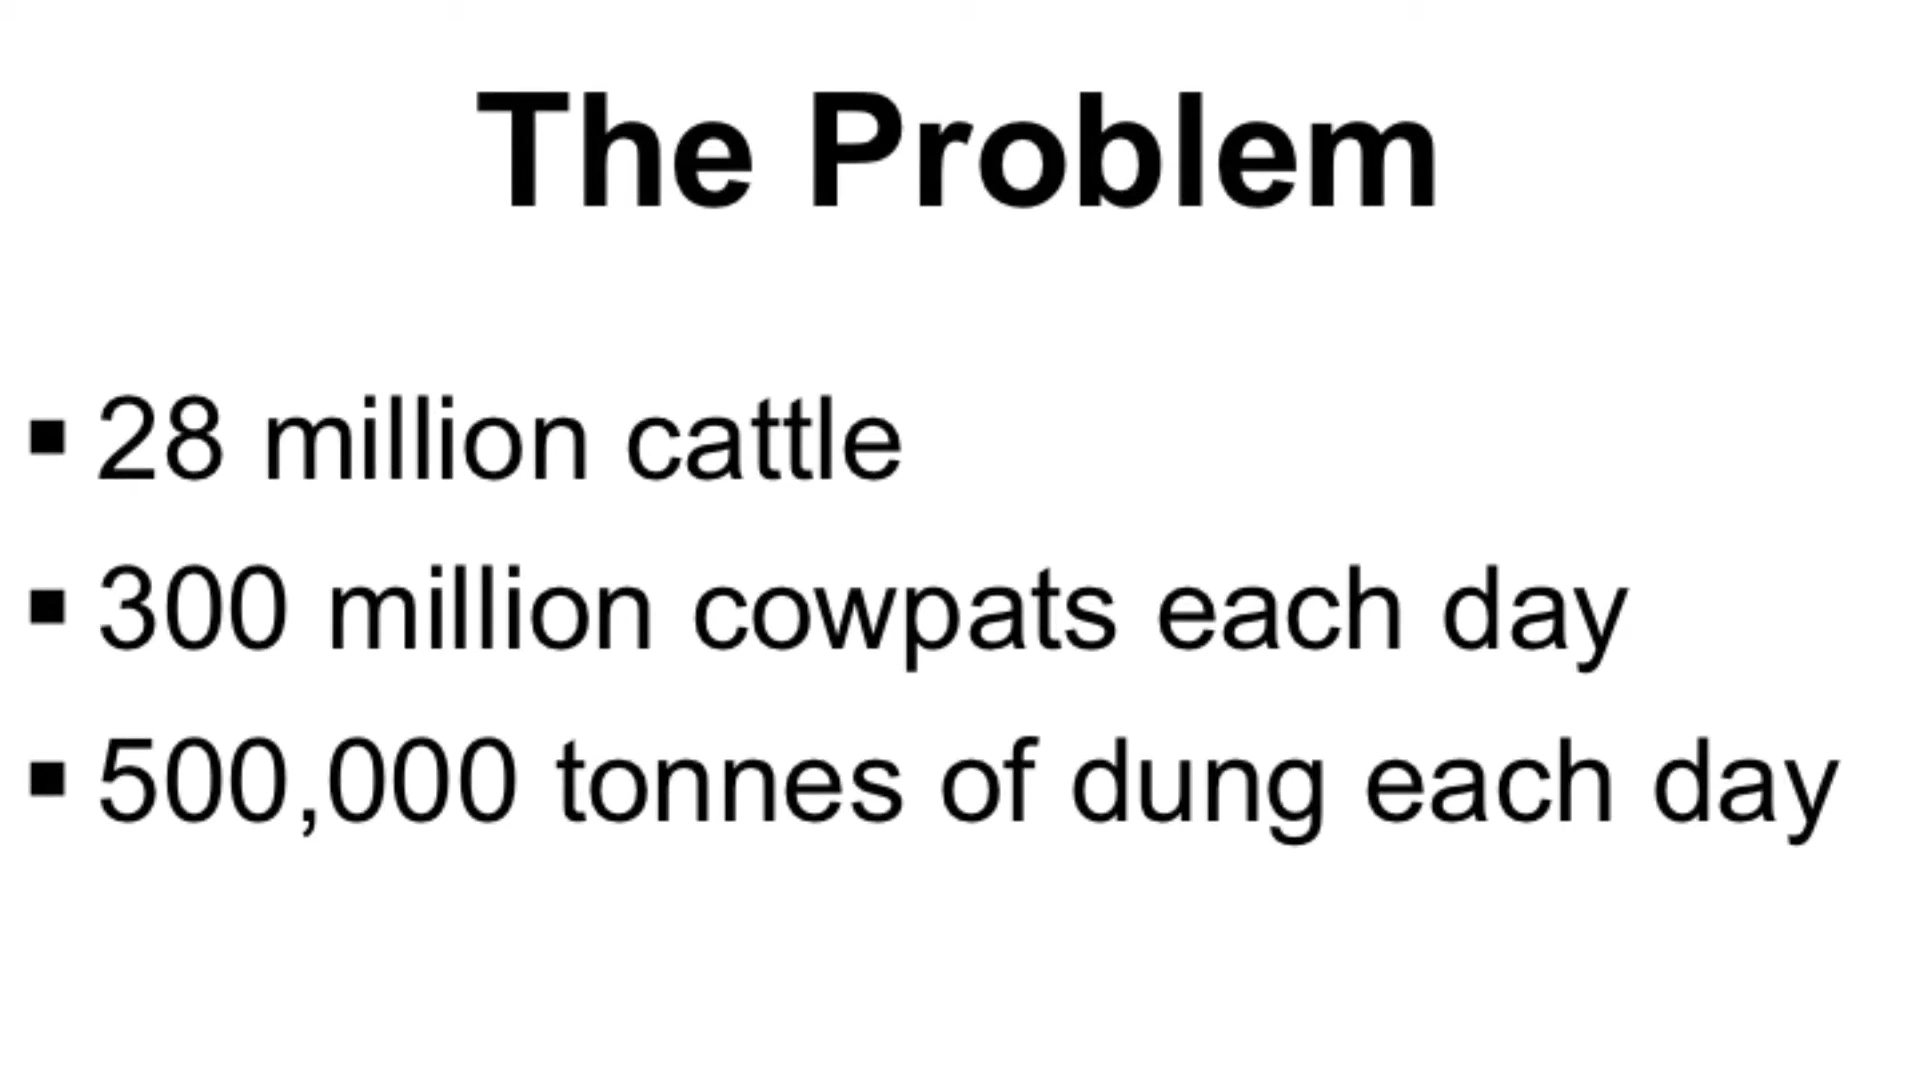 The Problem
▪ 28 million cattle
▪ 300 million cowpats each day
▪ 500,000 tonnes of dung each day